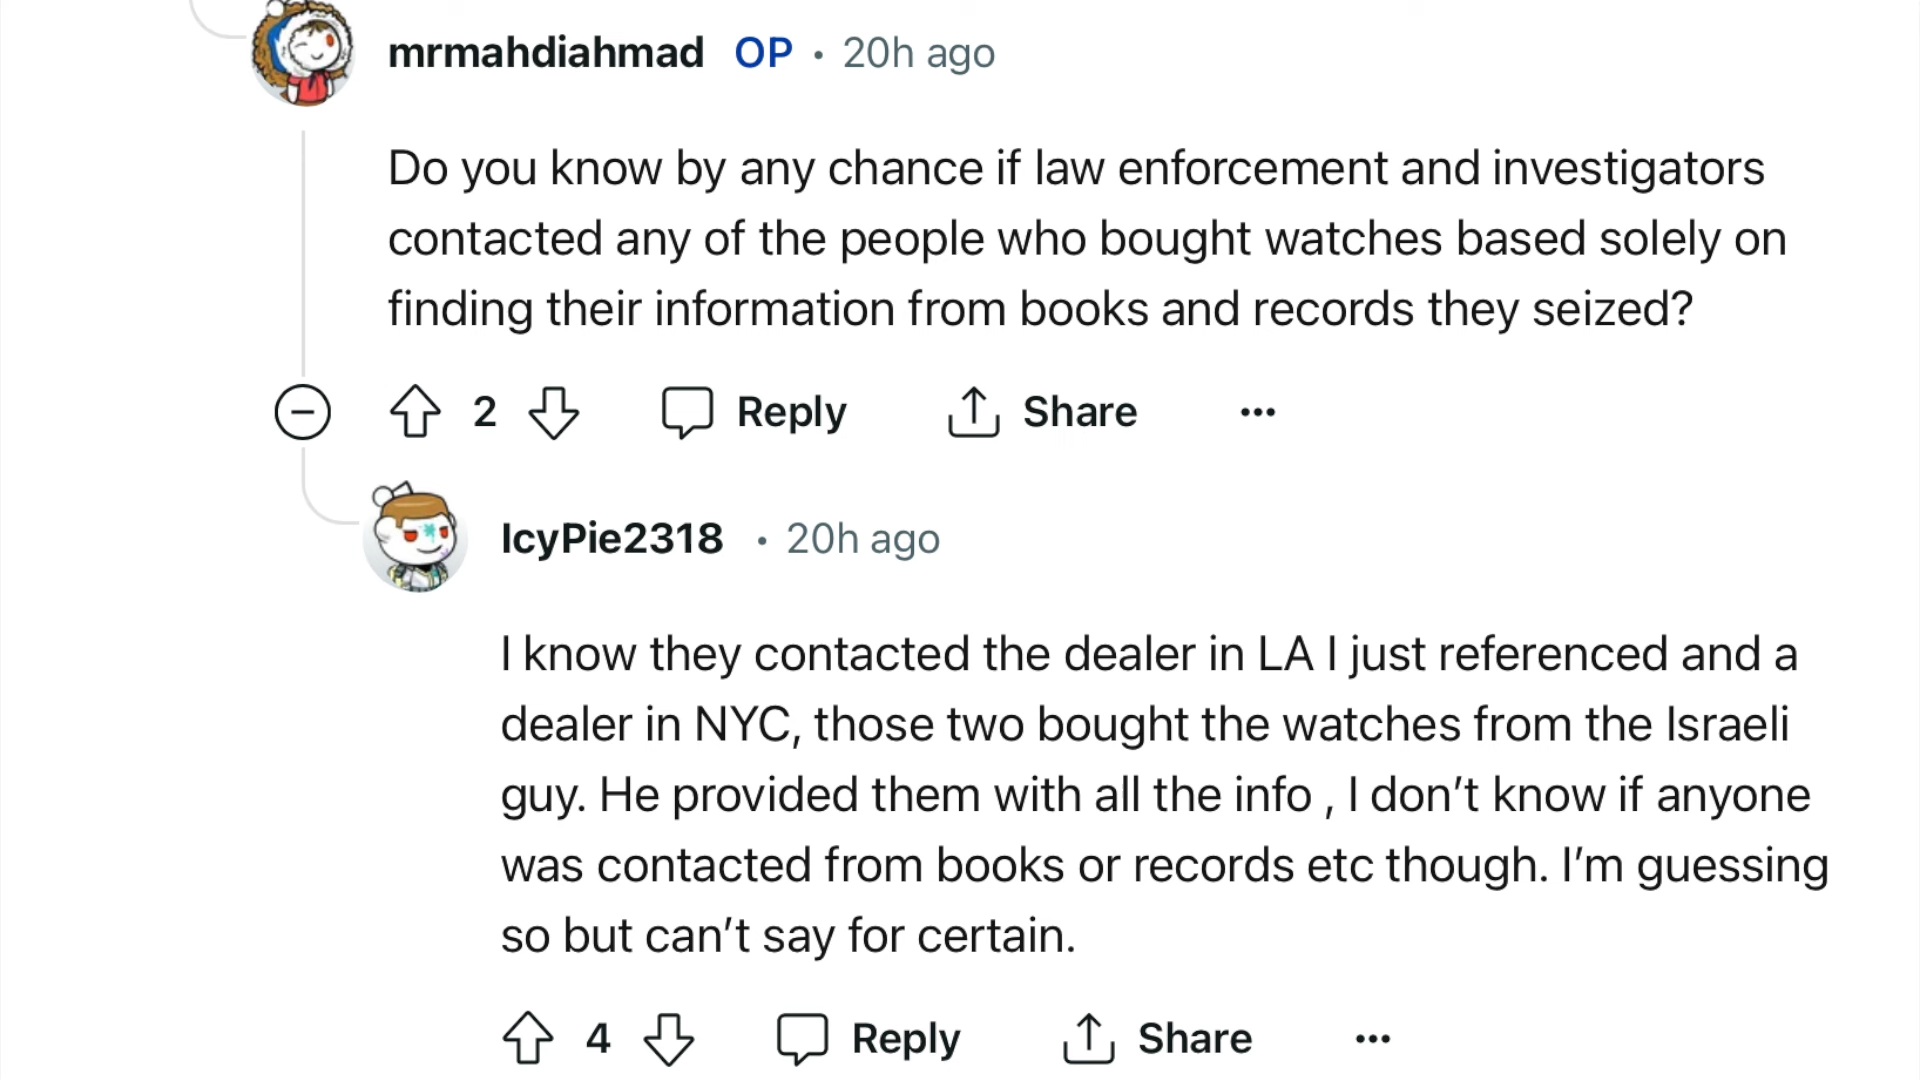 mrmahdiahmad OP • 20h ago
Do you know by any chance if law enforcement and investigators
contacted any of the people who bought watches based solely on
finding their information from books and records they seized?
2 Reply Share ...
IcyPie2318 • 20h ago
I know they contacted the dealer in LA I just referenced and a
dealer in NYC, those two bought the watches from the Israeli
guy. He provided them with all the info , I don’t know if anyone
was contacted from books or records etc though. I’m guessing
so but can’t say for certain.
4 Reply Share ...